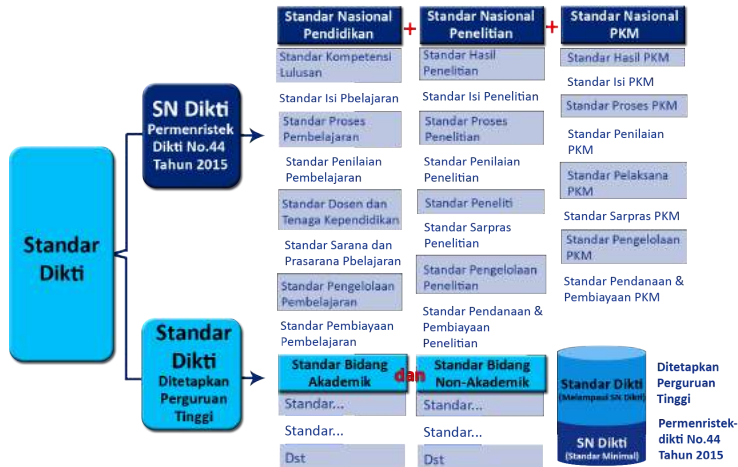 Standar
Dikti
SN Dikti
Permenristek
Dikti No.44
Tahun 2015
Standar
Dikti
Ditetapkan
Perguruan
Tinggi
Standar Nasional
Pendidikan
+
Standar Nasional
Penelitian
+
Standar Nasional
PKM
Standar Kompetensi
Lulusan
Standar Isi Pbelajaran
Standar Proses
Pembelajaran
Standar Penilaian
Pembelajaran
Standar Dosen dan
Tenaga Kependidikan
Standar Sarana dan
Prasarana Pbelajaran
Standar Pengelolaan
Pembelajaran
Standar Pembiayaan
Pembelajaran
Standar Hasil
Penelitian
Standar Isi Penelitian
Standar Proses
Penelitian
Standar Penilaian
Penelitian
Standar Peneliti
Standar Sarpras
Penelitian
Standar Pengelolaan
Penelitian
Standar Pendanaan &
Pembiayaan
Penelitian
Standar Hasil PKM
Standar Isi PKM
Standar Proses PKM
Standar Penilaian
PKM
Standar Pelaksana
PKM
Standar Sarpras PKM
Standar Pengelolaan
PKM
Standar Pendanaan &
Pembiayaan PKM
Standar Bidang
Akademik
dan
Standar Bidang
Non-Akademik
Standar...
Standar...
Dst
Standar...
Standar...
Dst
Standar Dikti
(Melampaui SN Dikti)
SN Dikti
(Standar Minimal)
Ditetapkan
Perguruan
Tinggi
Permenristek-
dikti No.44
Tahun 2015